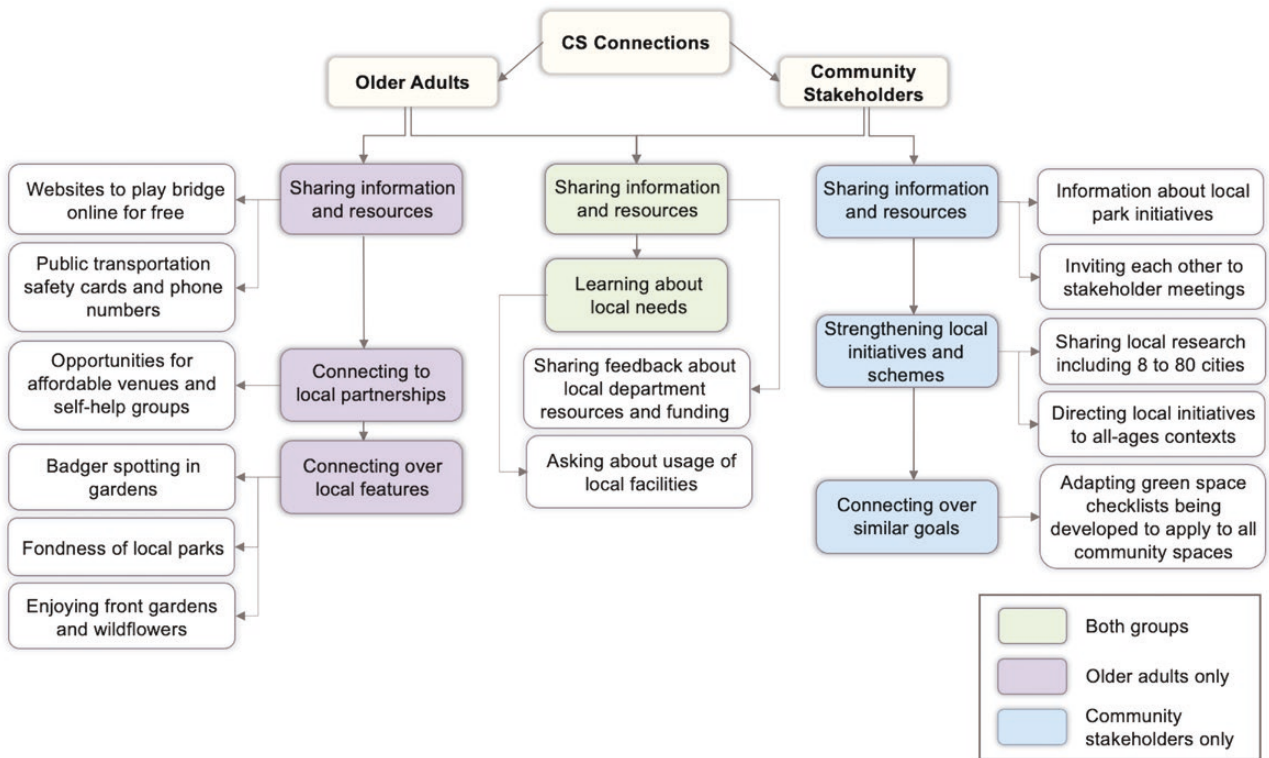 CS Connections
Older Adults
Community
Stakeholders
Sharing information
and resources
Websites to play bridge
online for free
Public transportation
safety cards and phone
numbers
Connecting to
local partnerships
Opportunities for
affordable venues and
self-help groups
Connecting over
local features
Badger spotting in
gardens
Fondness of local parks
Enjoying front gardens
and wildflowers
Sharing information
and resources
Learning about
local needs
Sharing feedback about
local department
resources and funding
Asking about usage of
local facilities
Sharing information
and resources
Information about local
park initiatives
Inviting each other to
stakeholder meetings
Strengthening local
initiatives and
schemes
Sharing local research
including 8 to 80 cities
Directing local initiatives
to all-ages contexts
Connecting over
similar goals
Adapting green space
checklists being
developed to apply to all
community spaces
Both groups
Older adults only
Community
stakeholders only